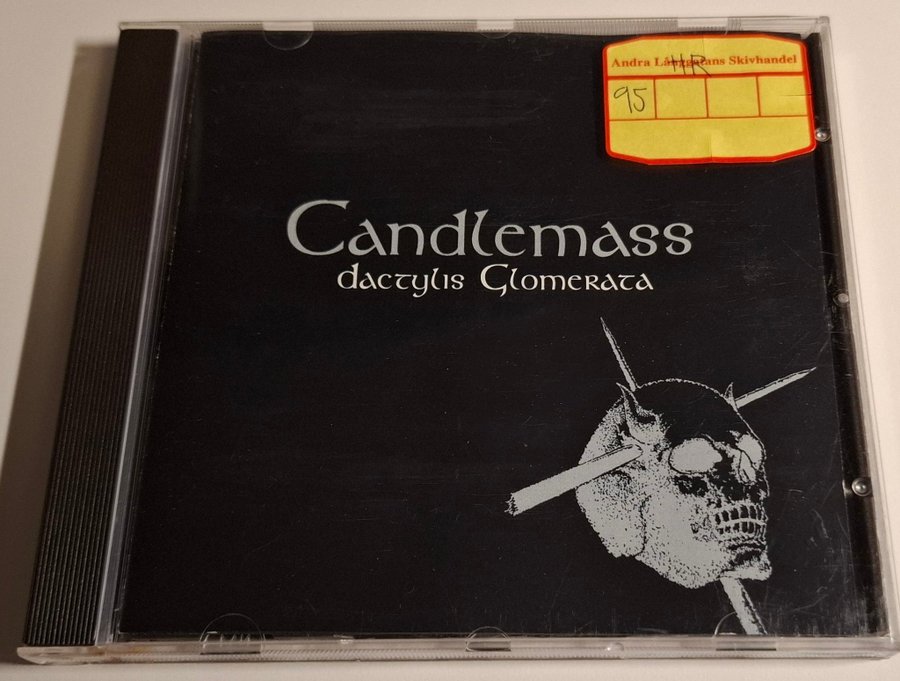 Andra Långgatans Skivhandel
HR
95
Candlemass
dactylis Glomerata